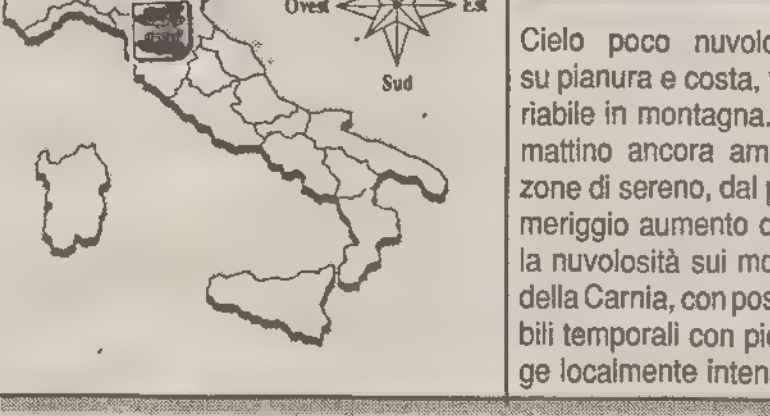 Ovest Est
Sud
Cielo poco nuvolo
su pianura e costa, v
riabile in montagna.
mattino ancora am
zone di sereno, dal p
meriggio aumento d
la nuvolosità sui mo
della Carnia, con pos
bili temporali con pio
ge localmente inten